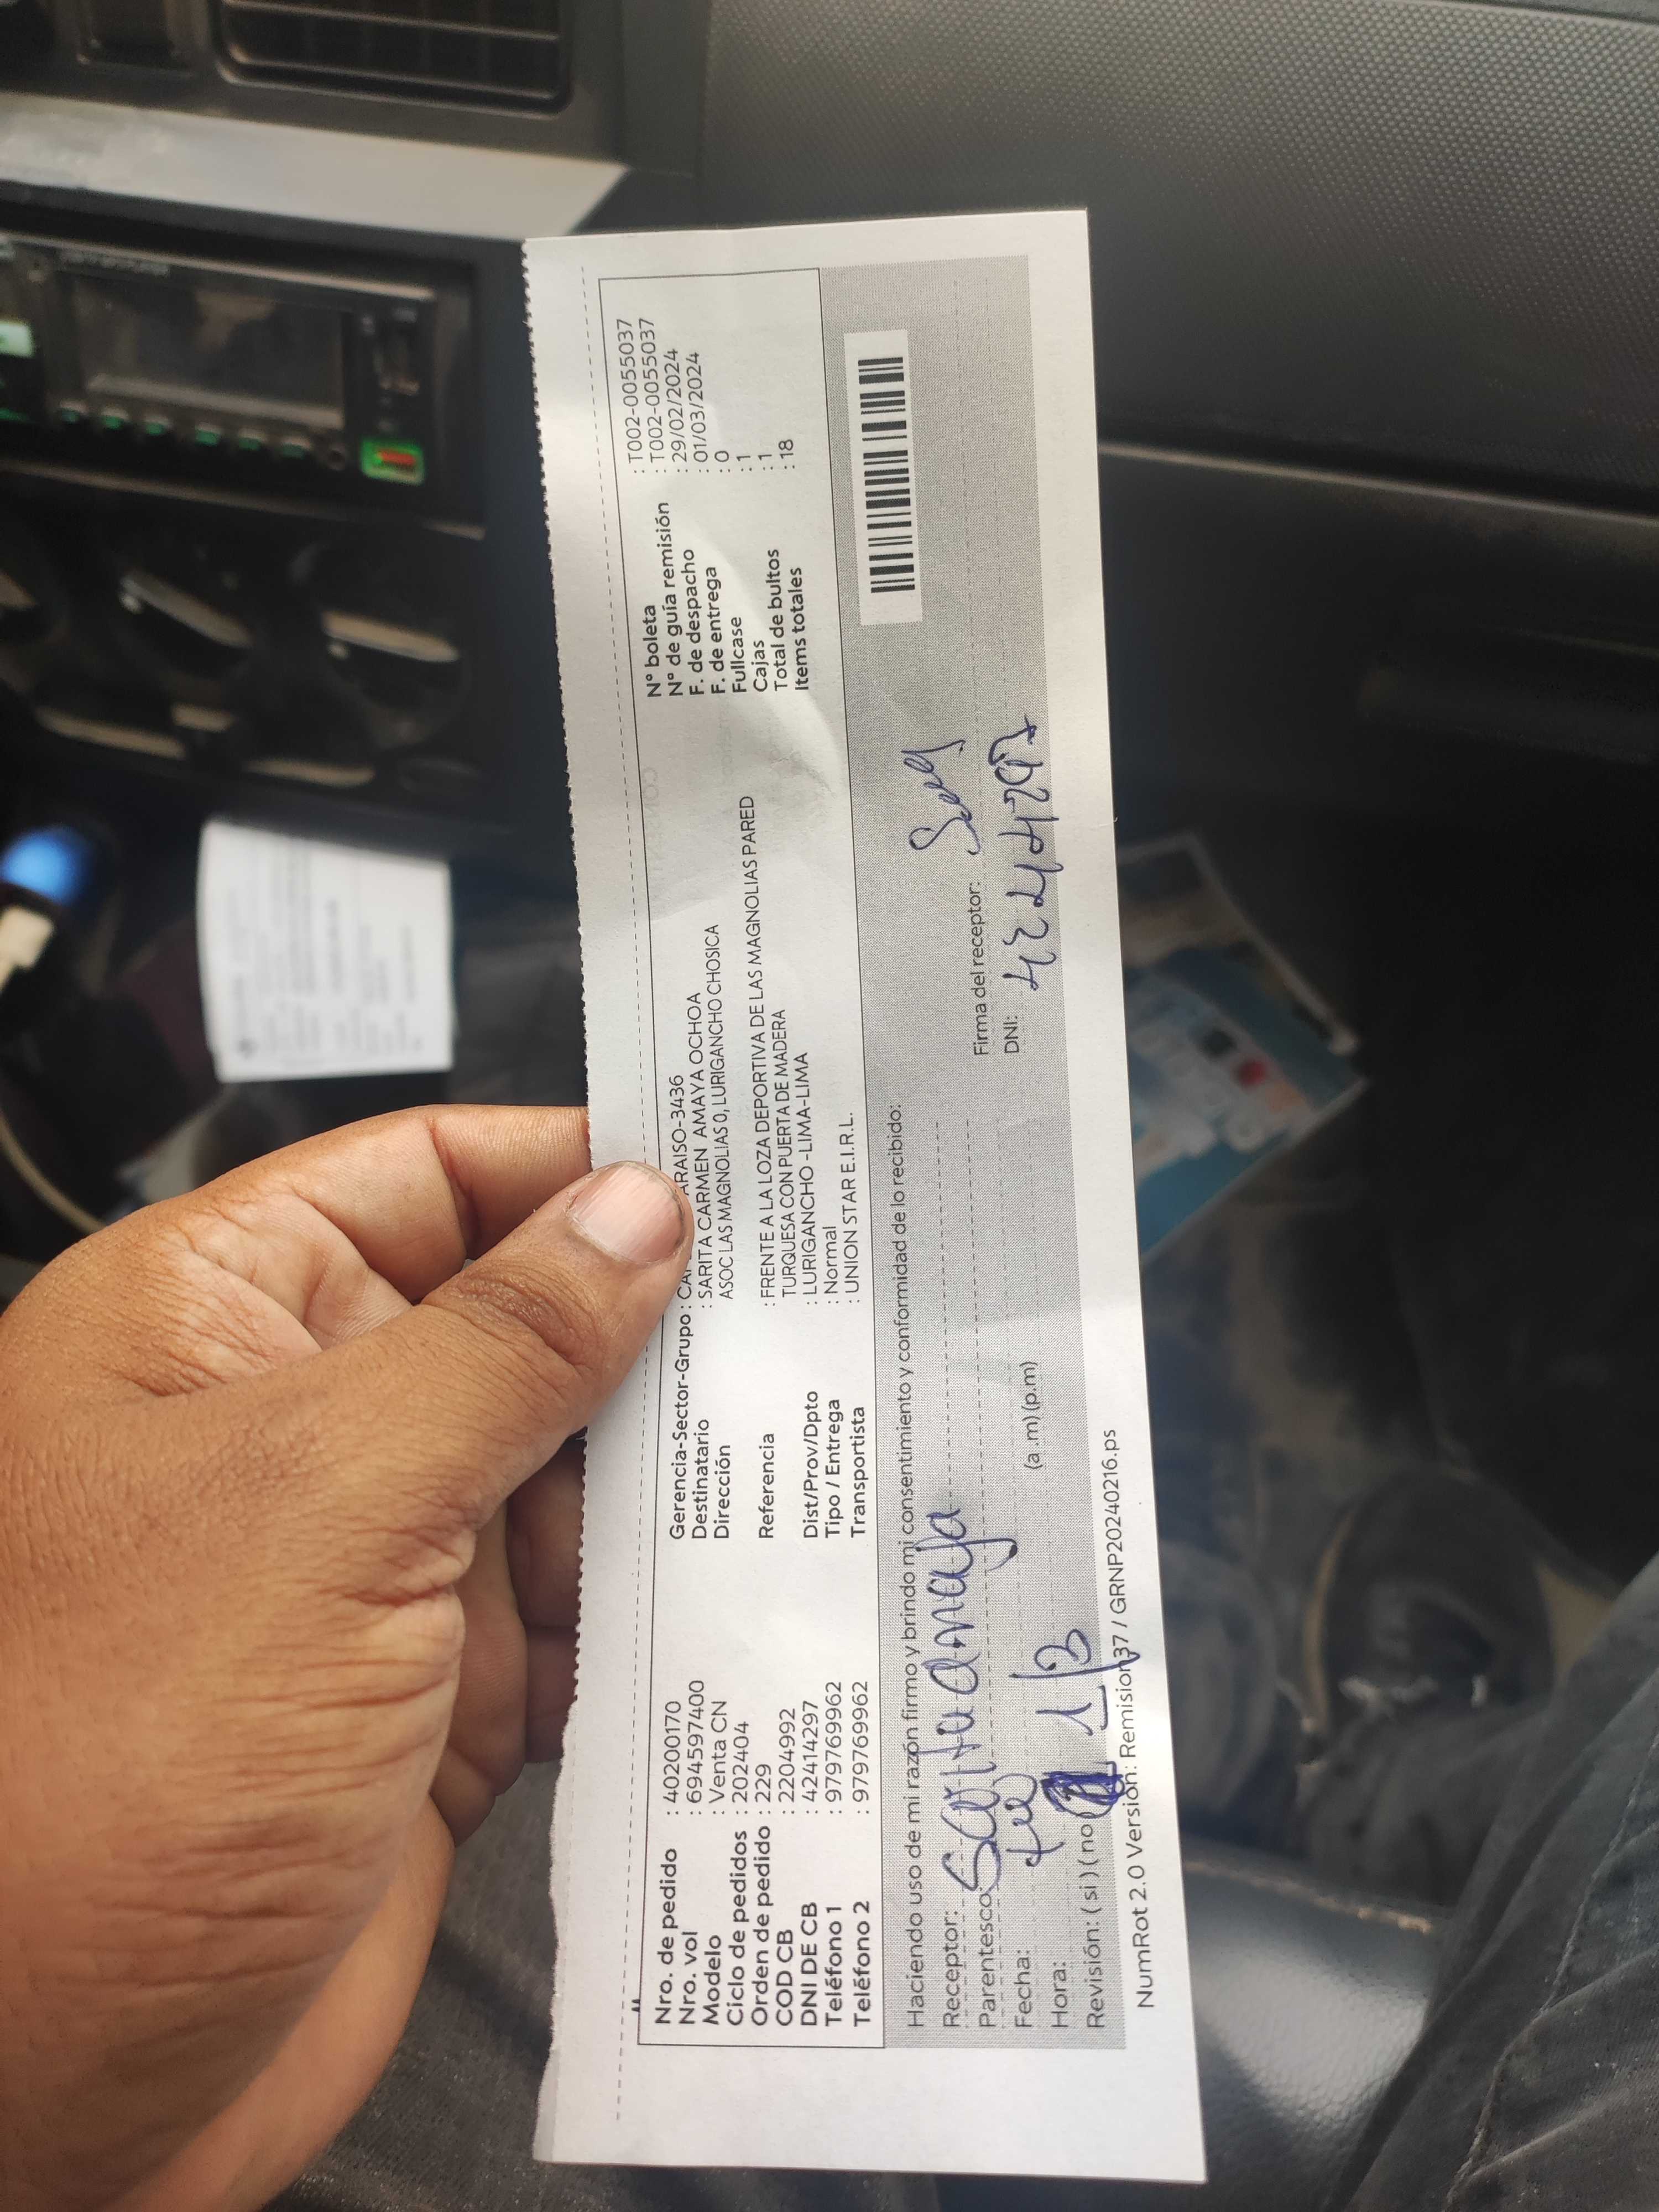 Nro. de pedido : 40200170
Nro. vol : 694597400
Modelo : Venta CN
Ciclo de pedidos : 202404
Orden de pedido : 229
COD CB : 2204992
DNI DE CB : 42414297
Teléfono 1 : 979769962
Teléfono 2 : 979769962
Gerencia-Sector-Grupo : ARAISO-3436
Destinatario : SARITA CARMEN AMAYA OCHOA
Dirección ASOC LAS MAGNOLIAS 0, LURIGANCHO CHOSICA
Referencia : FRENTE A LA LOZA DEPORTIVA DE LAS MAGNOLIAS PARED
TURQUESA CON PUERTA DE MADERA
Dist/Prov/Dpto : LURIGANCHO -LIMA-LIMA
Tipo / Entrega : Normal
Transportista : UNION STAR E.I.R.L.
N° boleta : T002-0055037
N° de guía remisión : T002-0055037
F. de despacho : 29/02/2024
F. de entrega : 01/03/2024
Fullcase : 0
Cajas : 1
Total de bultos : 1
Items totales : 18
Haciendo uso de mi razón firmo y brindo mi consentimiento y conformidad de lo recibido:
Receptor: Sarita Amaya
Parentesco:
Fecha: 1/3
Hora: (a.m) (p.m)
Revisión: ( si ) ( no
Firma del receptor:
DNI:
NumRot 2.0 Versión: Remision37 / GRNP20240216.ps